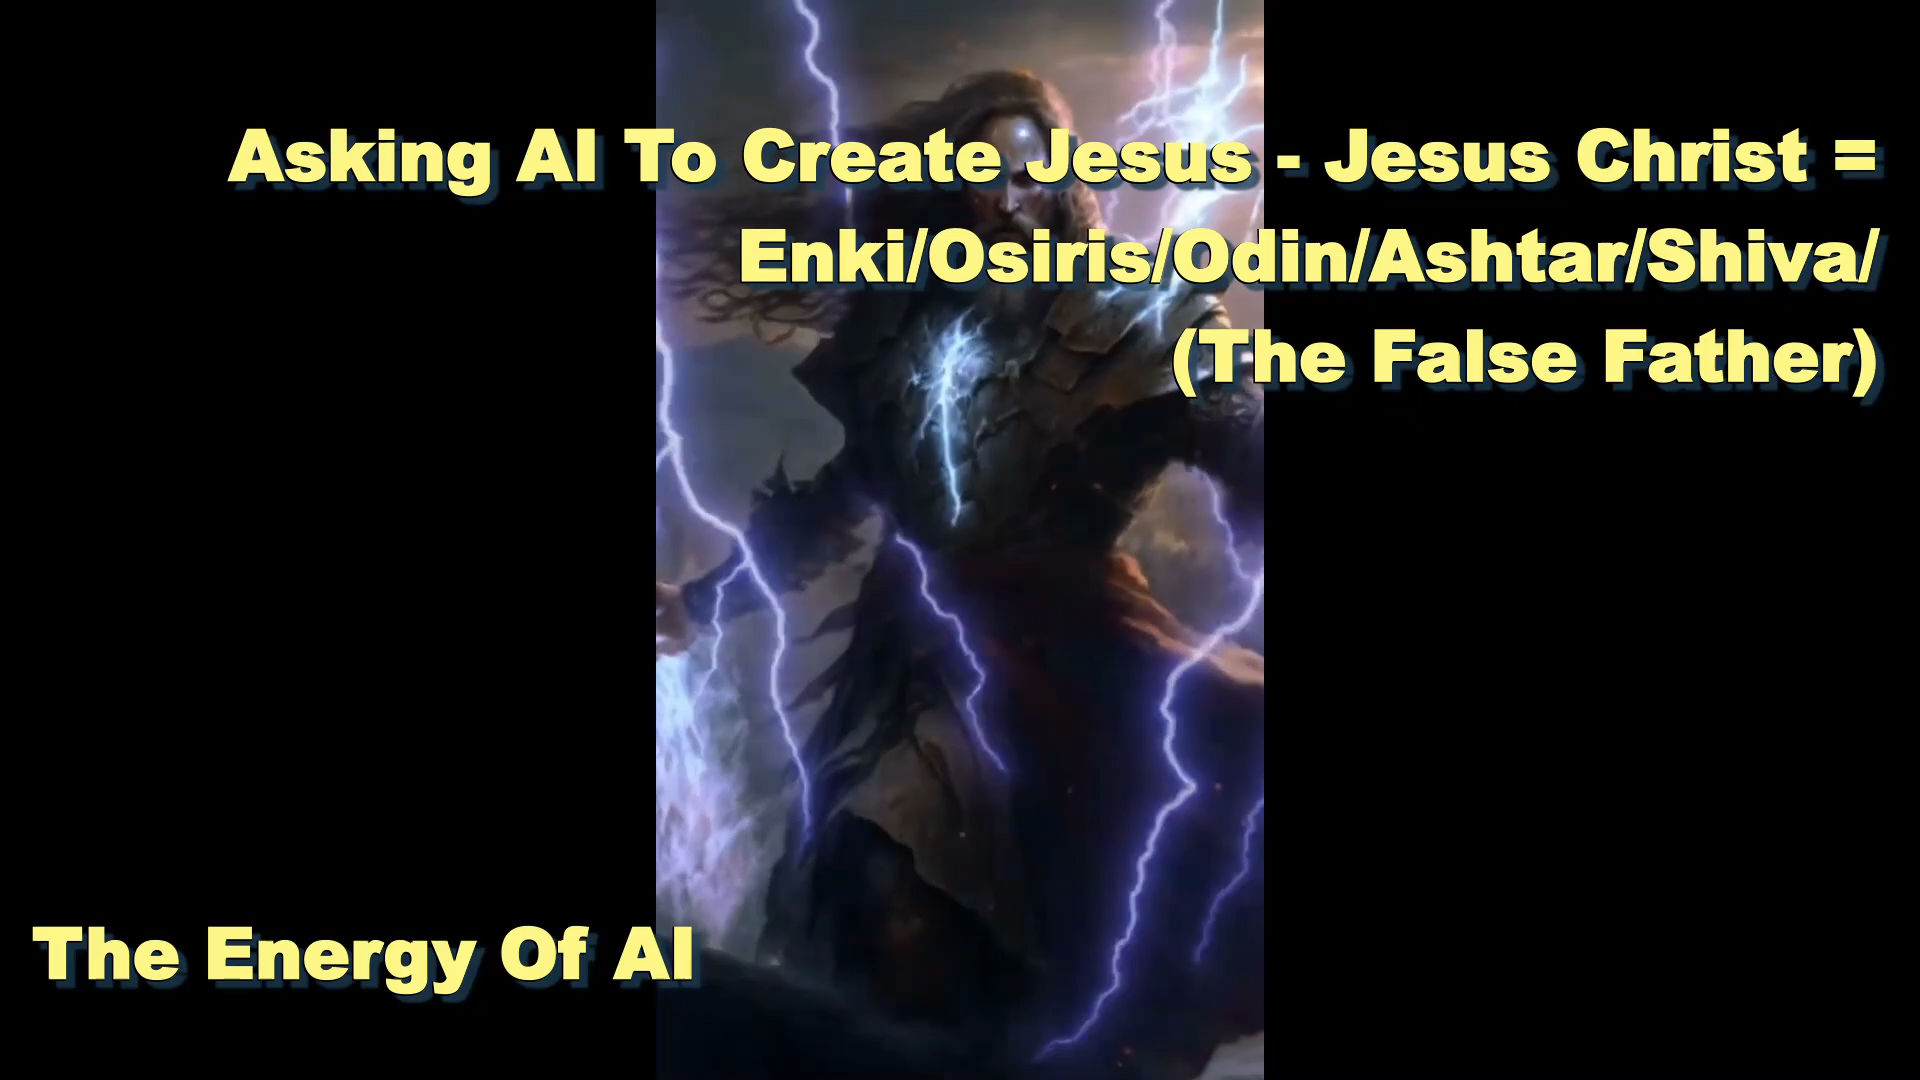 Asking AI To Create Jesus - Jesus Christ =
Enki/Osiris/Odin/Ashtar/Shiva/
(The False Father)
The Energy Of AI